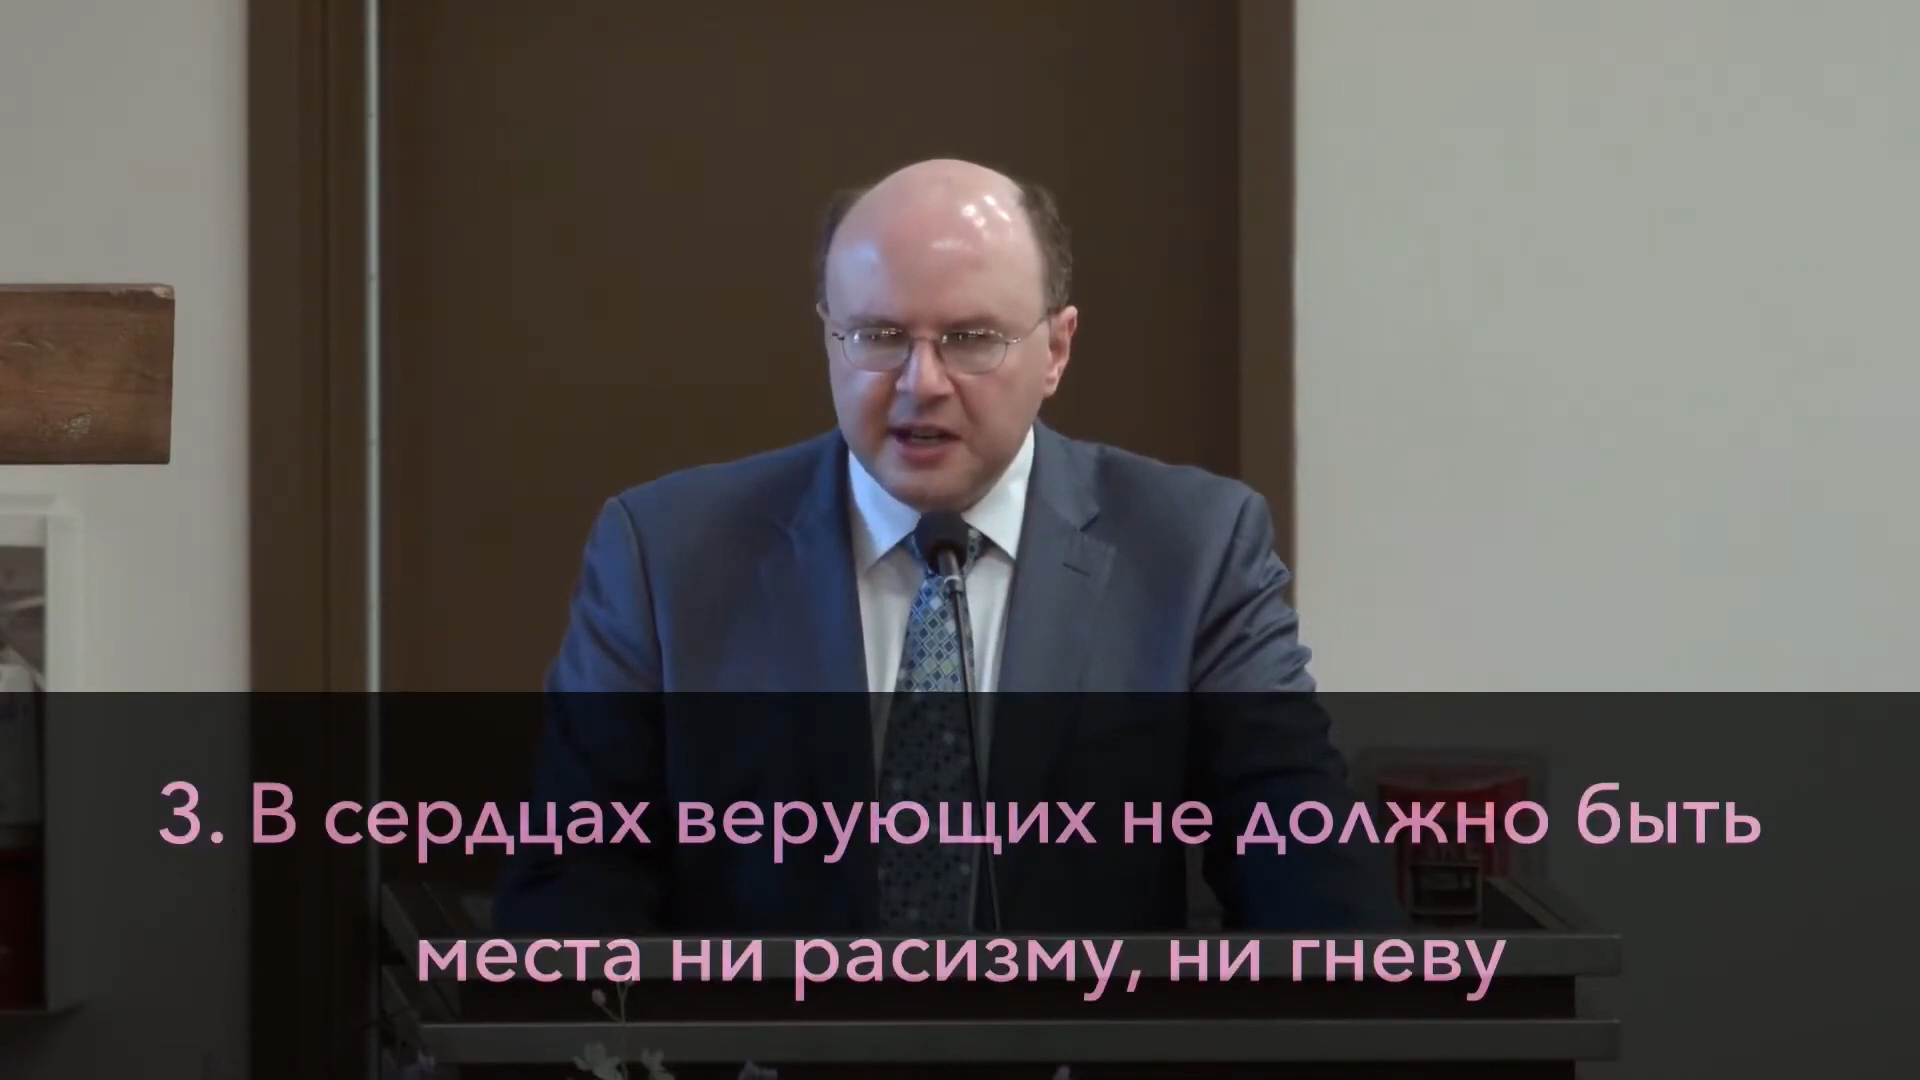 3. В сердцах верующих не должно быть
места ни расизму, ни гневу